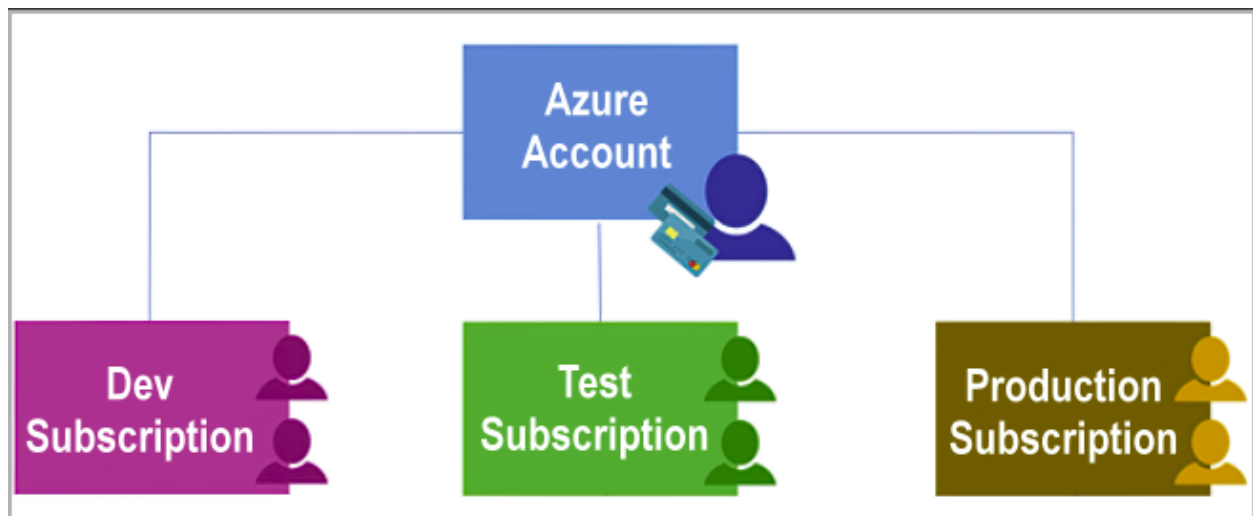 Azure
Account
Dev
Subscription
Test
Subscription
Production
Subscription